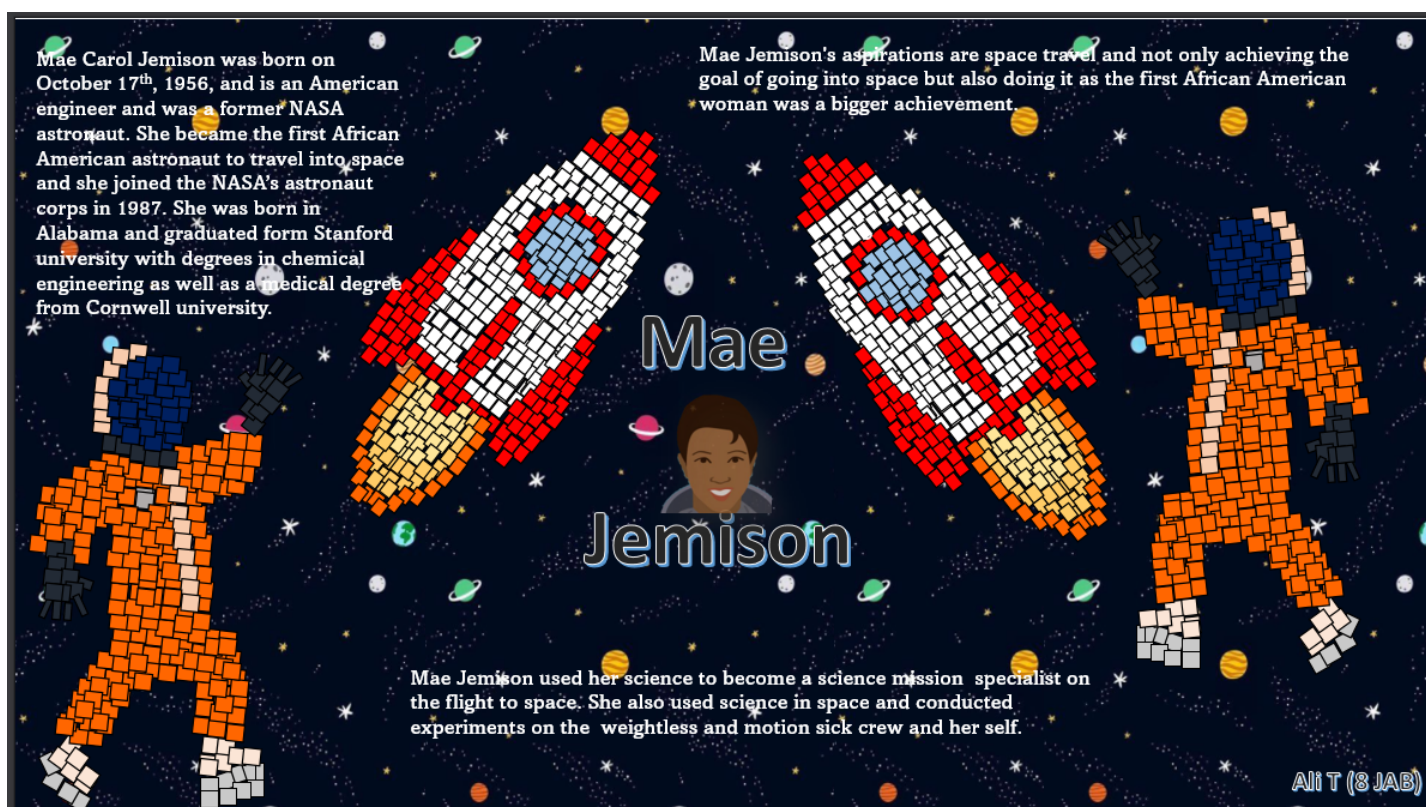 Mae Carol Jemison was born on
October 17th, 1956, and is an American
engineer and was a former NASA
astronaut. She became the first African
American astronaut to travel into space
and she joined the NASA's astronaut
corps in 1987. She was born in
Alabama and graduated form Stanford
university with degrees in chemical
engineering as well as a medical degree
from Cornwell university.
Mae Jemison's aspirations are space travel and not only achieving the
goal of going into space but also doing it as the first African American
woman was a bigger achievement.
Mae
Jemison
Mae Jemison used her science to become a science mission specialist on
the flight to space. She also used science in space and conducted
experiments on the weightless and motion sick crew and her self.
Ali T (8 JAB)